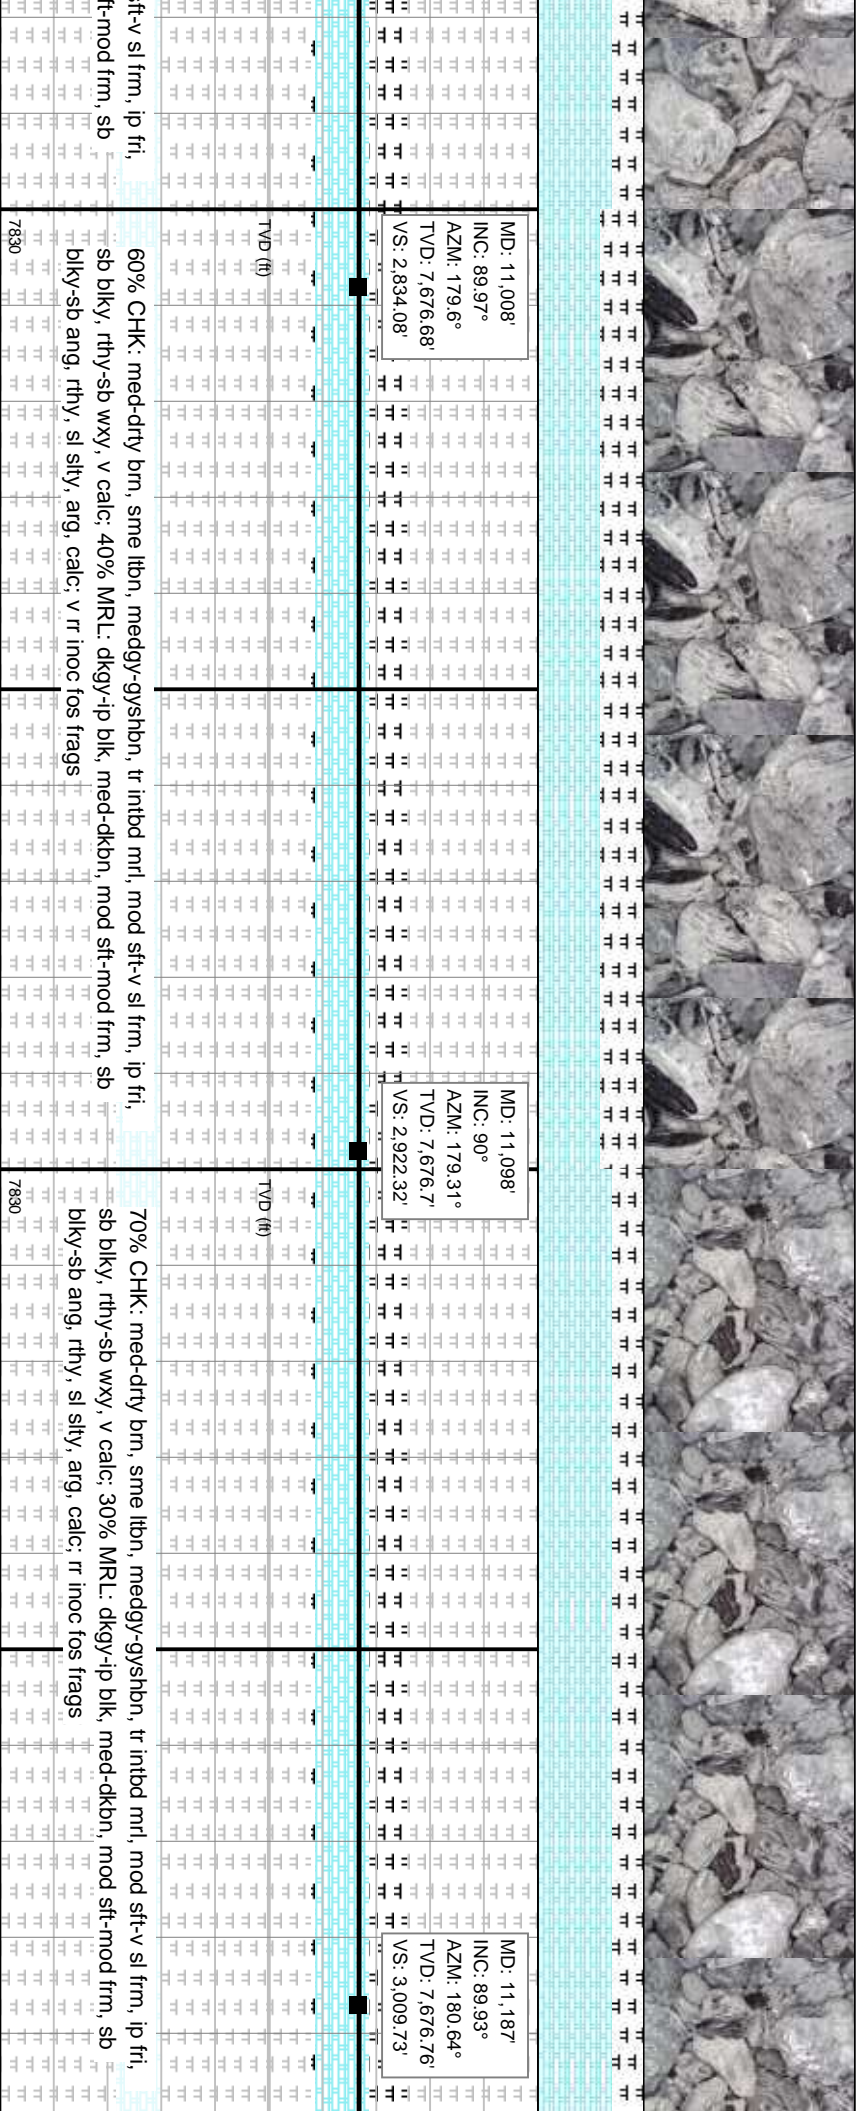 sft-v sl frm, ip fri,
ft-mod frm, sb
7830
TVD (ft)
MD: 11,008'
INC: 89.97°
AZM: 179.6°
TVD: 7,676.68'
VS: 2,834.08'
60% CHK: med-drty brn, sme ltbn, medgy-gyshbn, tr intbd mrl, mod sft-v sl frm, ip fri,
sb blky, rthy-sb wxy, v calc; 40% MRL: dkgy-ip blk, med-dkbn, mod sft-mod frm, sb
blky-sb ang, rthy, sl slty, arg, calc; v rr inoc fos frags
MD: 11,098'
INC: 90°
AZM: 179.31°
TVD: 7,676.7'
VS: 2,922.32'
7830
TVD (ft)
70% CHK: med-drty brn, sme ltbn, medgy-gyshbn, tr intbd mrl, mod sft-v sl frm, ip fri,
sb blky, rthy-sb wxy, v calc; 30% MRL: dkgy-ip blk, med-dkbn, mod sft-mod frm, sb
blky-sb ang, rthy, sl slty, arg, calc; rr inoc fos frags
MD: 11,187'
INC: 89.93°
AZM: 180.64°
TVD: 7,676.76'
VS: 3,009.73'